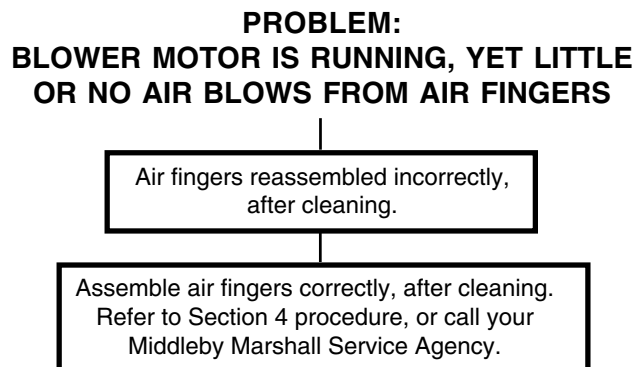 PROBLEM:
BLOWER MOTOR IS RUNNING, YET LITTLE
OR NO AIR BLOWS FROM AIR FINGERS
Air fingers reassembled incorrectly,
after cleaning.
Assemble air fingers correctly, after cleaning.
Refer to Section 4 procedure, or call your
Middleby Marshall Service Agency.